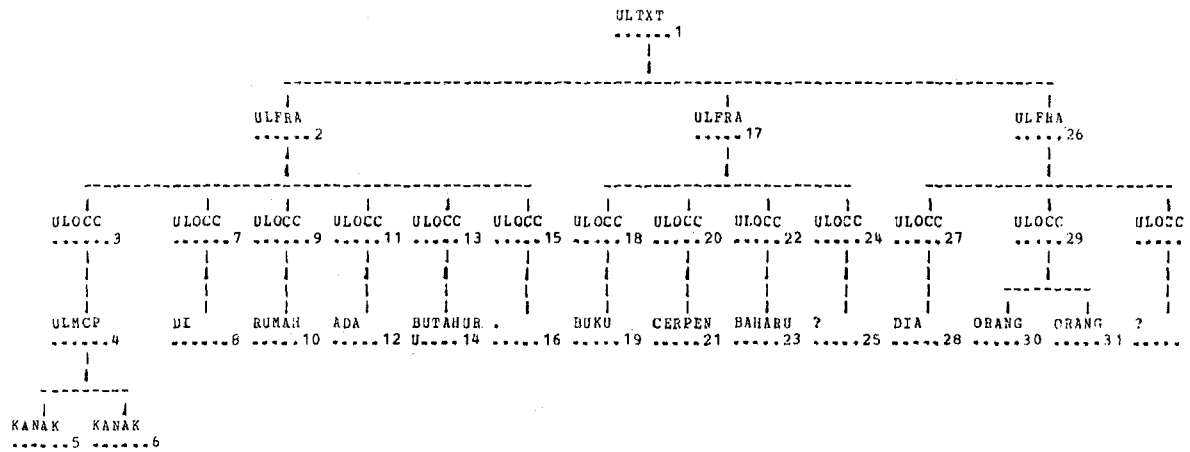 ULTXT
......1
ULFRA ULFRA ULFRA
......2 .....17 .....26
ULOCC ULOCC ULOCC ULOCC ULOCC ULOCC ULOCC ULOCC ULOCC ULOCC ULOCC ULOCC ULOCC
......3 ......7 ......9 .....11 .....13 .....15 .....18 .....20 .....22 .....24 .....27 .....29 .....
ULMCP DI RUMAH ADA BUTAHUR . BUKU CERPEN BAHARU ? DIA ORANG ORANG ?
......4 ......8 .....10 .....12 U.....14 .....16 .....19 .....21 .....23 .....25 .....28 .....30 .....31 .....
KANAK KANAK
......5 ......6